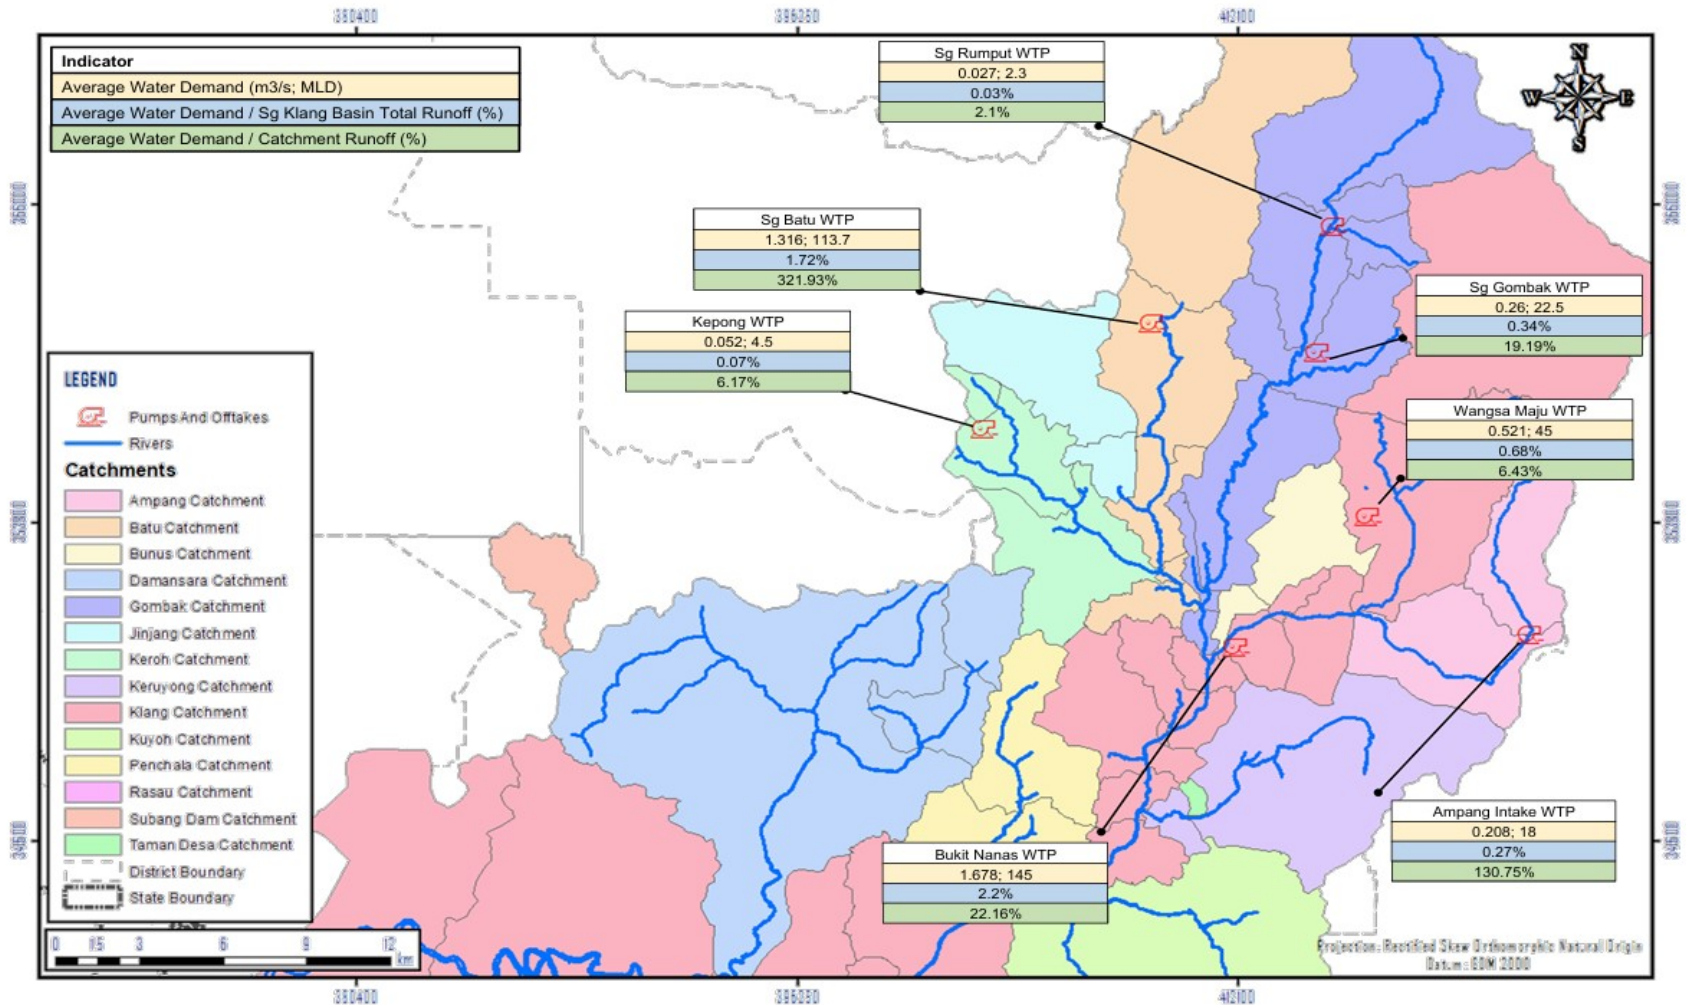 380400
396250
412100
Indicator
Average Water Demand (m3/s; MLD)
Average Water Demand / Sg Klang Basin Total Runoff (%)
Average Water Demand / Catchment Runoff (%)
Sg Rumput WTP
0.027; 2.3
0.03%
2.1%
N
W
E
S
Sg Batu WTP
1.316; 113.7
1.72%
321.93%
Sg Gombak WTP
0.26; 22.5
0.34%
19.19%
Kepong WTP
0.052; 4.5
0.07%
6.17%
Wangsa Maju WTP
0.521; 45
0.68%
6.43%
LEGEND
Pumps And Offtakes
Rivers
Catchments
Ampang Catchment
Batu Catchment
Bunus Catchment
Damansara Catchment
Gombak Catchment
Jinjang Catchment
Keroh Catchment
Keruyong Catchment
Klang Catchment
Kuyoh Catchment
Penchala Catchment
Rasau Catchment
Subang Dam Catchment
Taman Desa Catchment
District Boundary
State Boundary
Ampang Intake WTP
0.208; 18
0.27%
130.75%
Bukit Nanas WTP
1.678; 145
2.2%
22.16%
0 1.5 3 6 9 12
km
Projection: Rectified Skew Orthomorphic Natural Origin
Datum: GDM 2000
380400
412100